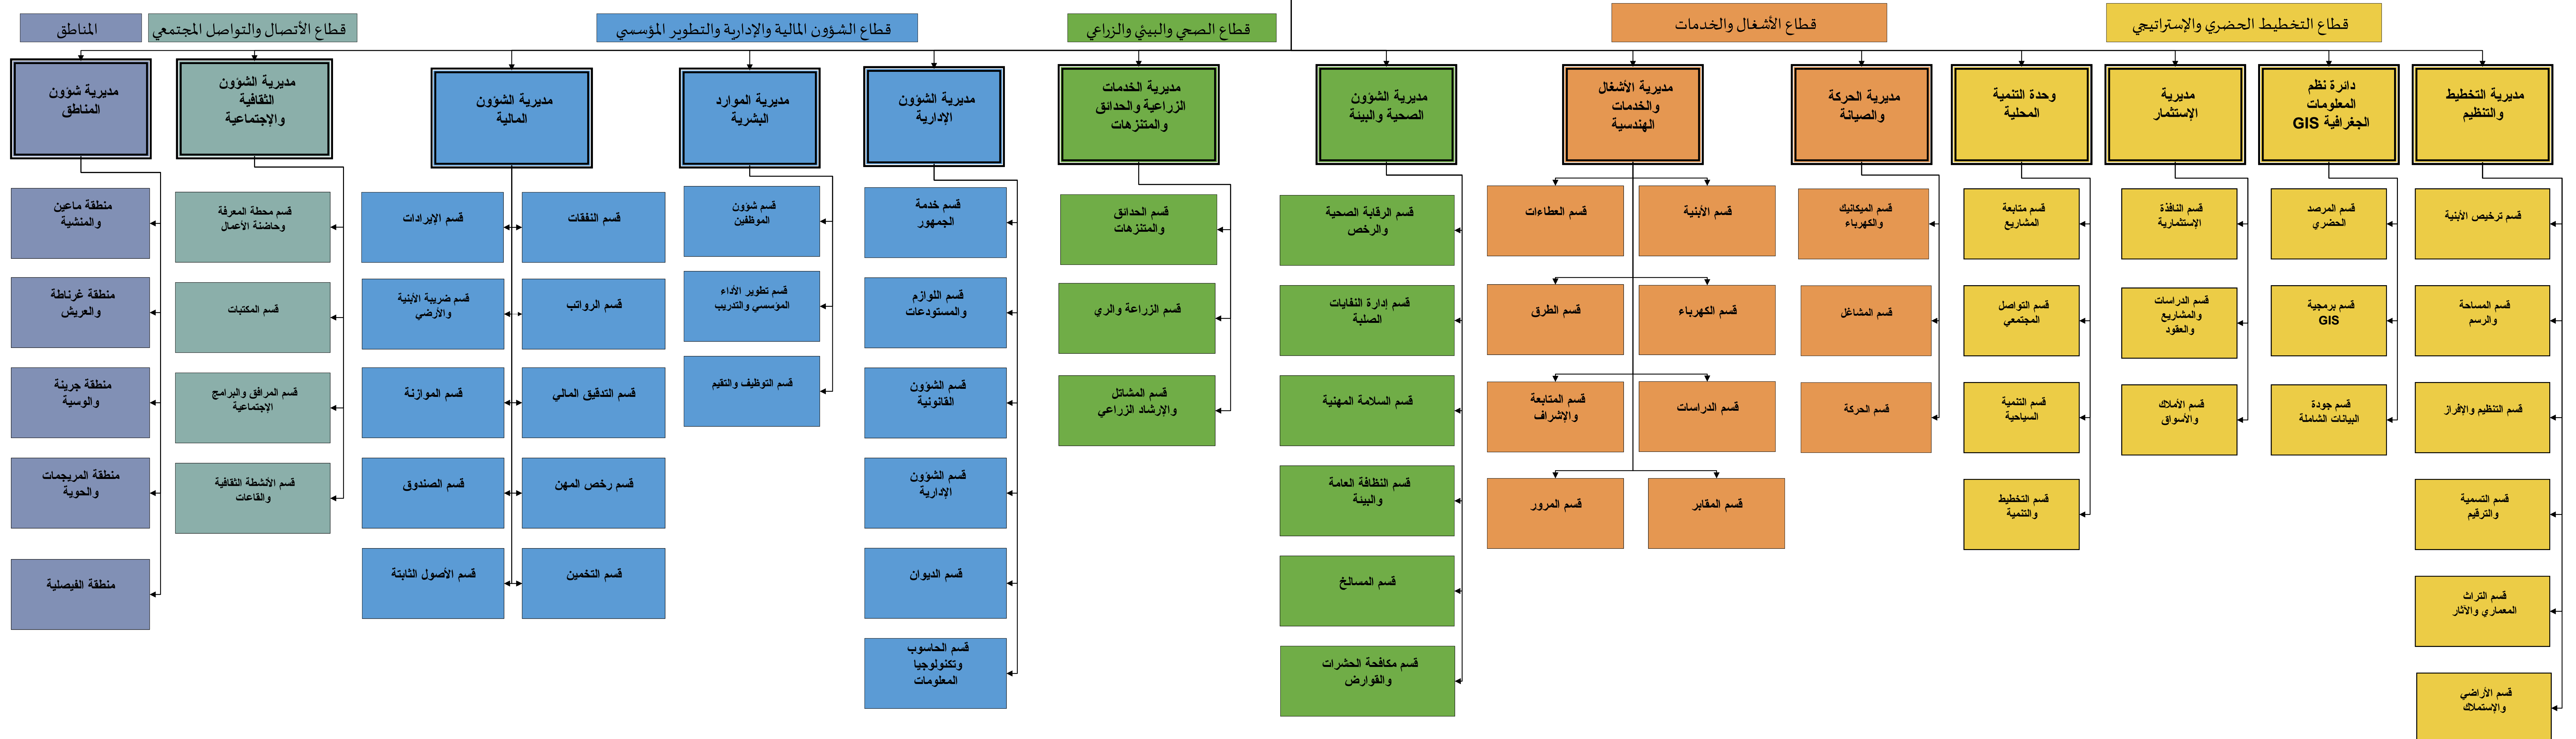 قطاع التخطيط الحضري والإستراتيجي
قطاع الأشغال والخدمات
قطاع الصحي والبيئي والزراعي
قطاع الشؤون المالية والإدارية والتطوير المؤسسي
قطاع الأتصال والتواصل المجتمعي
المناطق
مديرية التخطيط
والتنظيم
قسم ترخيص الأبنية
قسم المساحة
والرسم
قسم التنظيم والإفراز
قسم التسمية
والترقيم
قسم التراث
المعماري والآثار
قسم الأراضي
والإستملاك
دائرة نظم
المعلومات
الجغرافية GIS
قسم المرصد
الحضري
قسم برمجية
GIS
قسم جودة
البيانات الشاملة
مديرية
الإستثمار
قسم النافذة
الإستثمارية
قسم الدراسات
والمشاريع
والعقود
قسم الأملاك
والأسواق
وحدة التنمية
المحلية
قسم متابعة
المشاريع
قسم التواصل
المجتمعي
قسم التنمية
السياحية
قسم التخطيط
والتنمية
مديرية الحركة
والصيانة
قسم الميكانيك
والكهرباء
قسم المشاغل
قسم الحركة
مديرية الأشغال
والخدمات
الهندسية
قسم الأبنية
قسم العطاءات
قسم الكهرباء
قسم الطرق
قسم الدراسات
قسم المتابعة
والإشراف
قسم المقابر
قسم المرور
مديرية الشؤون
الصحية والبيئة
قسم الرقابة الصحية
والرخص
قسم إدارة النفايات
الصلبة
قسم السلامة المهنية
قسم النظافة العامة
والبيئة
قسم المسالخ
قسم مكافحة الحشرات
والقوارض
مديرية الخدمات
الزراعية والحدائق
والمتنزهات
قسم الحدائق
والمتنزهات
قسم الزراعة والري
قسم المشاتل
والإرشاد الزراعي
مديرية الشؤون
الإدارية
قسم خدمة
الجمهور
قسم اللوازم
والمستودعات
قسم الشؤون
القانونية
قسم الشؤون
الإدارية
قسم الديوان
قسم الحاسوب
وتكنولوجيا
المعلومات
مديرية الموارد
البشرية
قسم شؤون
الموظفين
قسم تطوير الأداء
المؤسسي والتدريب
قسم التوظيف والتقيم
مديرية الشؤون
المالية
قسم النفقات
قسم الإيرادات
قسم الرواتب
قسم ضريبة الأبنية
والأرضي
قسم التدقيق المالي
قسم الموازنة
قسم رخص المهن
قسم الصندوق
قسم التخمين
قسم الأصول الثابتة
مديرية الشؤون
الثقافية
والإجتماعية
قسم محطة المعرفة
وحاضنة الأعمال
قسم المكتبات
قسم المرافق والبرامج
الإجتماعية
قسم الأنشطة الثقافية
والقاعات
مديرية شؤون
المناطق
منطقة ماعين
والمنشية
منطقة غرناطة
والعريش
منطقة جرينة
والوسية
منطقة المريجمات
والحوية
منطقة الفيصلية